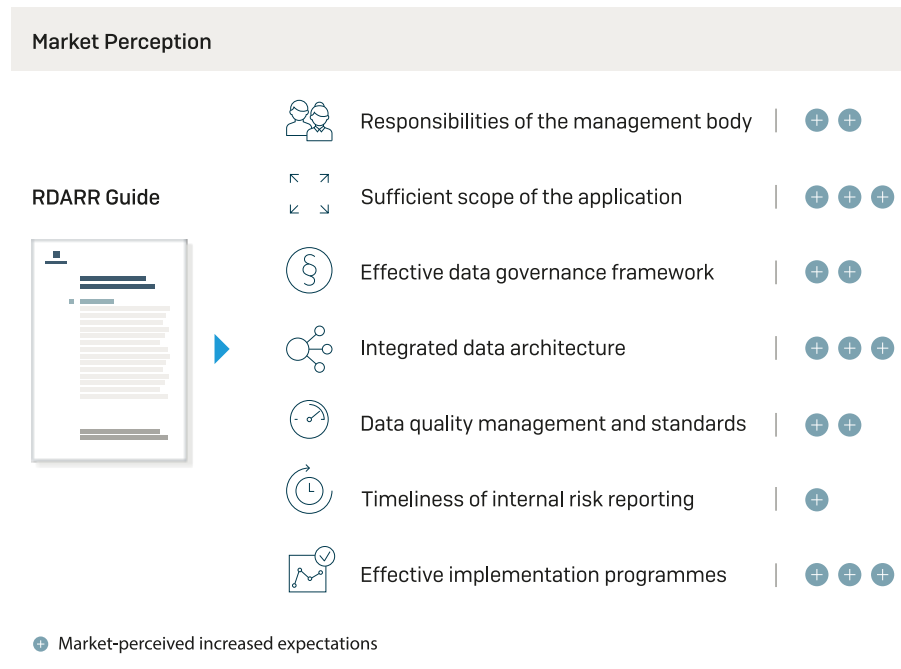 Market Perception
RDARR Guide
Responsibilities of the management body
Sufficient scope of the application
Effective data governance framework
Integrated data architecture
Data quality management and standards
Timeliness of internal risk reporting
Effective implementation programmes
Market-perceived increased expectations